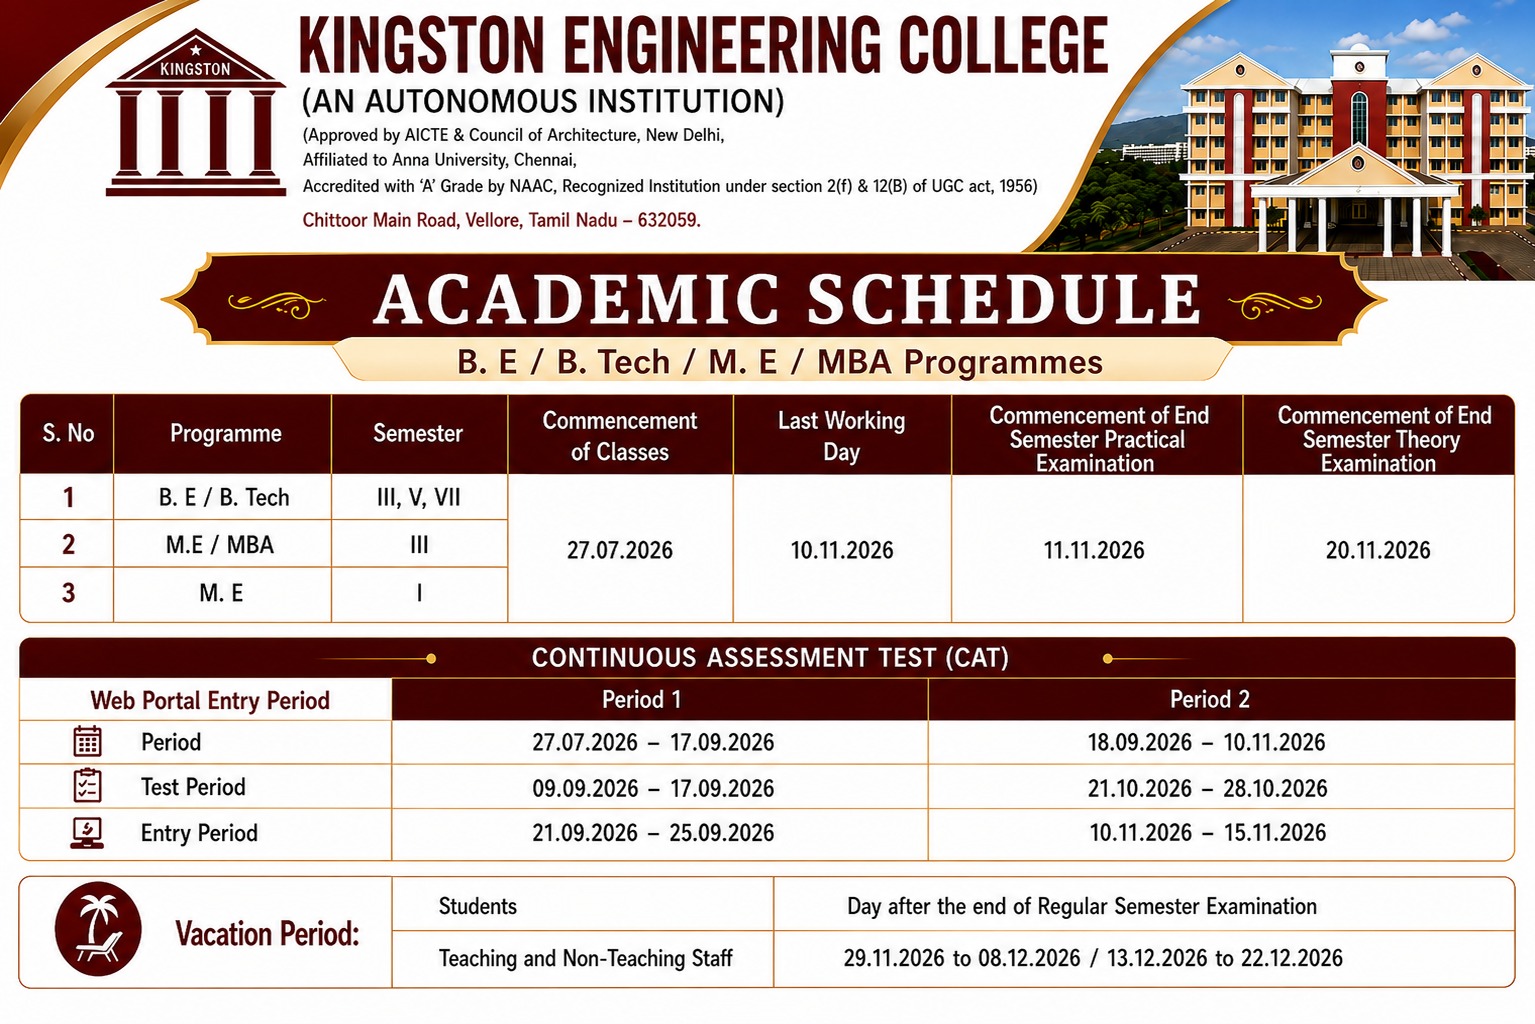 KINGSTON
KINGSTON ENGINEERING COLLEGE
(AN AUTONOMOUS INSTITUTION)
(Approved by AICTE & Council of Architecture, New Delhi,
Affiliated to Anna University, Chennai,
Accredited with ‘A’ Grade by NAAC, Recognized Institution under section 2(f) & 12(B) of UGC act, 1956)
Chittoor Main Road, Vellore, Tamil Nadu – 632059.
ACADEMIC SCHEDULE
B. E / B. Tech / M. E / MBA Programmes
S. No Programme Semester Commencement of Classes Last Working Day Commencement of End Semester Practical Examination Commencement of End Semester Theory Examination
1 B. E / B. Tech III, V, VII
2 M.E / MBA III 27.07.2026 10.11.2026 11.11.2026 20.11.2026
3 M. E I
CONTINUOUS ASSESSMENT TEST (CAT)
Web Portal Entry Period Period 1 Period 2
Period 27.07.2026 – 17.09.2026 18.09.2026 – 10.11.2026
Test Period 09.09.2026 – 17.09.2026 21.10.2026 – 28.10.2026
Entry Period 21.09.2026 – 25.09.2026 10.11.2026 – 15.11.2026
Vacation Period:
Students Day after the end of Regular Semester Examination
Teaching and Non-Teaching Staff 29.11.2026 to 08.12.2026 / 13.12.2026 to 22.12.2026